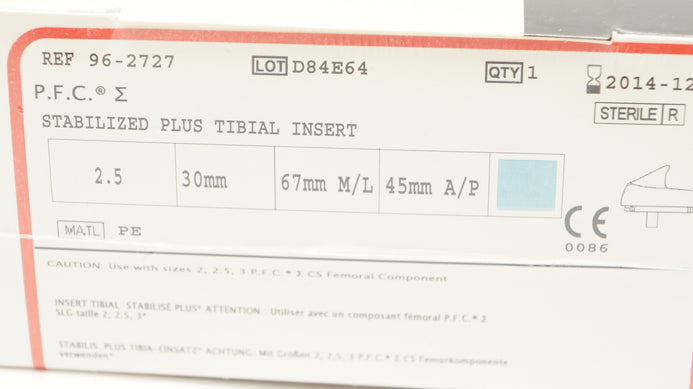 REF 96-2727 LOT D84E64 QTY 1 2014-12
P.F.C.® Σ
STERILE R
STABILIZED PLUS TIBIAL INSERT
2.5 30mm 67mm M/L 45mm A/P
MATL PE
CE
0086
CAUTION: Use with sizes 2, 2.5, 3 P.F.C.® Σ CS Femoral Component
INSERT TIBIAL STABILISÉ PLUS* ATTENTION : Utiliser avec un composant fémoral P.F.C.® Σ
SLG taille 2, 2.5, 3*
STABILIS. PLUS TIBIA-EINSATZ* ACHTUNG: Mit Größen 2, 2.5, 3 P.F.C.® Σ CS Femurkomponente
verwenden*